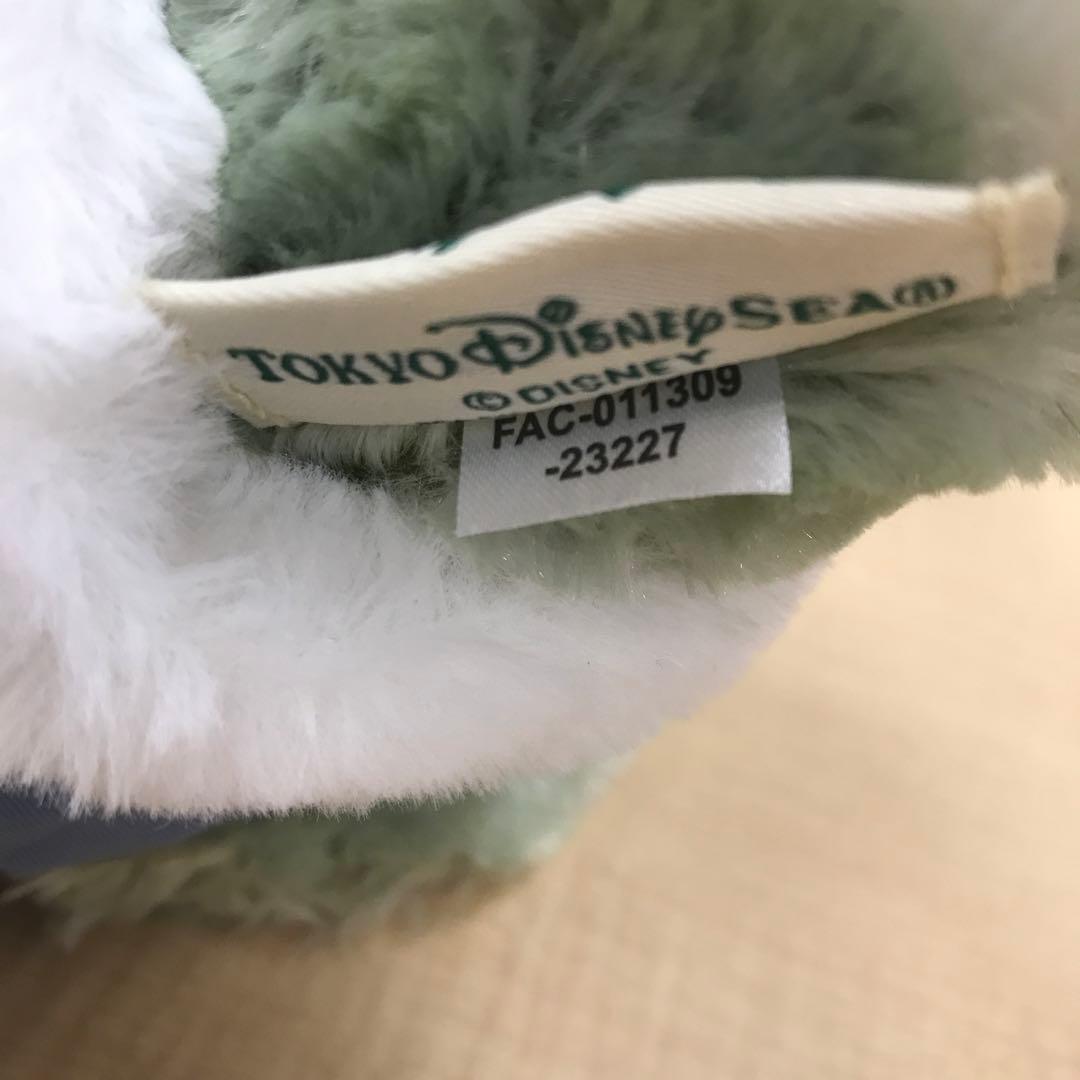 TOKYO DISNEYSEA(R)
©DISNEY
FAC-011309
-23227